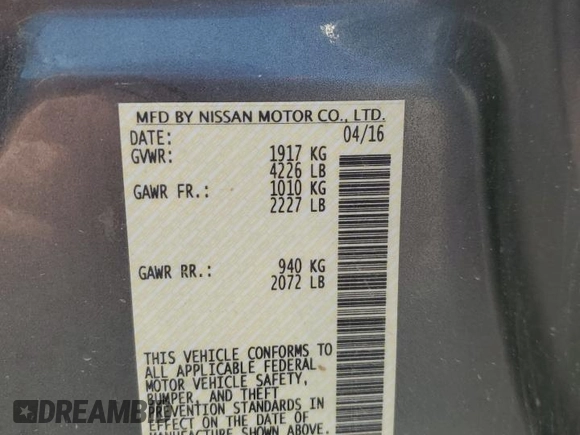 MFD BY NISSAN MOTOR CO., LTD.
DATE: 04/16
GVWR: 1917 KG
4226 LB
GAWR FR.: 1010 KG
2227 LB
GAWR RR.: 940 KG
2072 LB
THIS VEHICLE CONFORMS TO
ALL APPLICABLE FEDERAL
MOTOR VEHICLE SAFETY,
BUMPER, AND THEFT
PREVENTION STANDARDS IN
EFFECT ON THE DATE OF
MANUFACTURE SHOWN ABOVE.